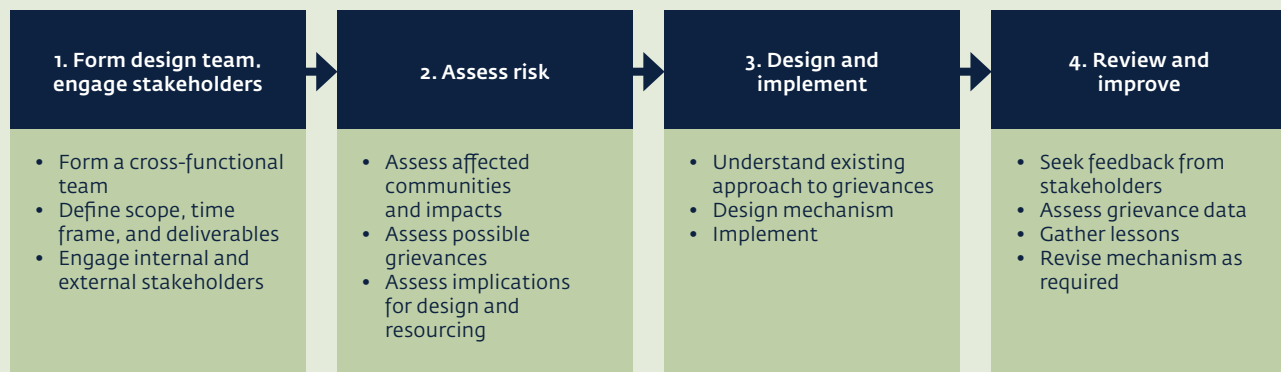 1. Form design team,
engage stakeholders
• Form a cross-functional
team
• Define scope, time
frame, and deliverables
• Engage internal and
external stakeholders
2. Assess risk
• Assess affected
communities
and impacts
• Assess possible
grievances
• Assess implications
for design and
resourcing
3. Design and
implement
• Understand existing
approach to grievances
• Design mechanism
• Implement
4. Review and
improve
• Seek feedback from
stakeholders
• Assess grievance data
• Gather lessons
• Revise mechanism as
required